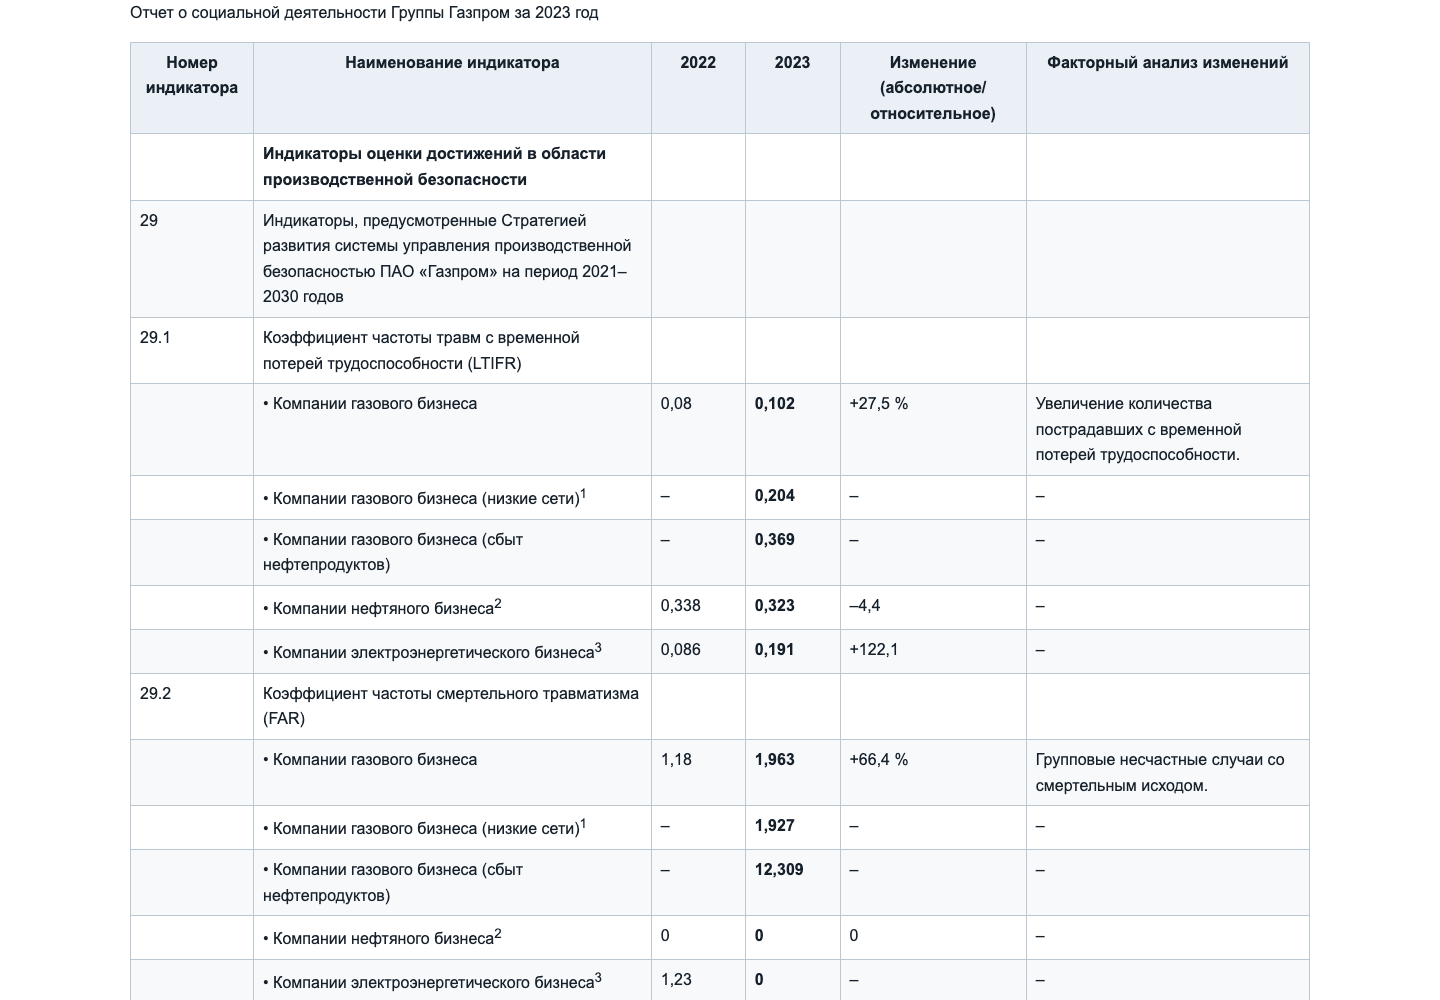 Отчет о социальной деятельности Группы Газпром за 2023 год
Номер индикатора | Наименование индикатора | 2022 | 2023 | Изменение (абсолютное/ относительное) | Факторный анализ изменений
Индикаторы оценки достижений в области
производственной безопасности
29 | Индикаторы, предусмотренные Стратегией
развития системы управления производственной
безопасностью ПАО «Газпром» на период 2021–
2030 годов
29.1 | Коэффициент частоты травм с временной
потерей трудоспособности (LTIFR)
• Компании газового бизнеса | 0,08 | 0,102 | +27,5 % | Увеличение количества
пострадавших с временной
потерей трудоспособности.
• Компании газового бизнеса (низкие сети)1 | – | 0,204 | – | –
• Компании газового бизнеса (сбыт
нефтепродуктов) | – | 0,369 | – | –
• Компании нефтяного бизнеса2 | 0,338 | 0,323 | –4,4 | –
• Компании электроэнергетического бизнеса3 | 0,086 | 0,191 | +122,1 | –
29.2 | Коэффициент частоты смертельного травматизма
(FAR)
• Компании газового бизнеса | 1,18 | 1,963 | +66,4 % | Групповые несчастные случаи со
смертельным исходом.
• Компании газового бизнеса (низкие сети)1 | – | 1,927 | – | –
• Компании газового бизнеса (сбыт
нефтепродуктов) | – | 12,309 | – | –
• Компании нефтяного бизнеса2 | 0 | 0 | 0 | –
• Компании электроэнергетического бизнеса3 | 1,23 | 0 | – | –